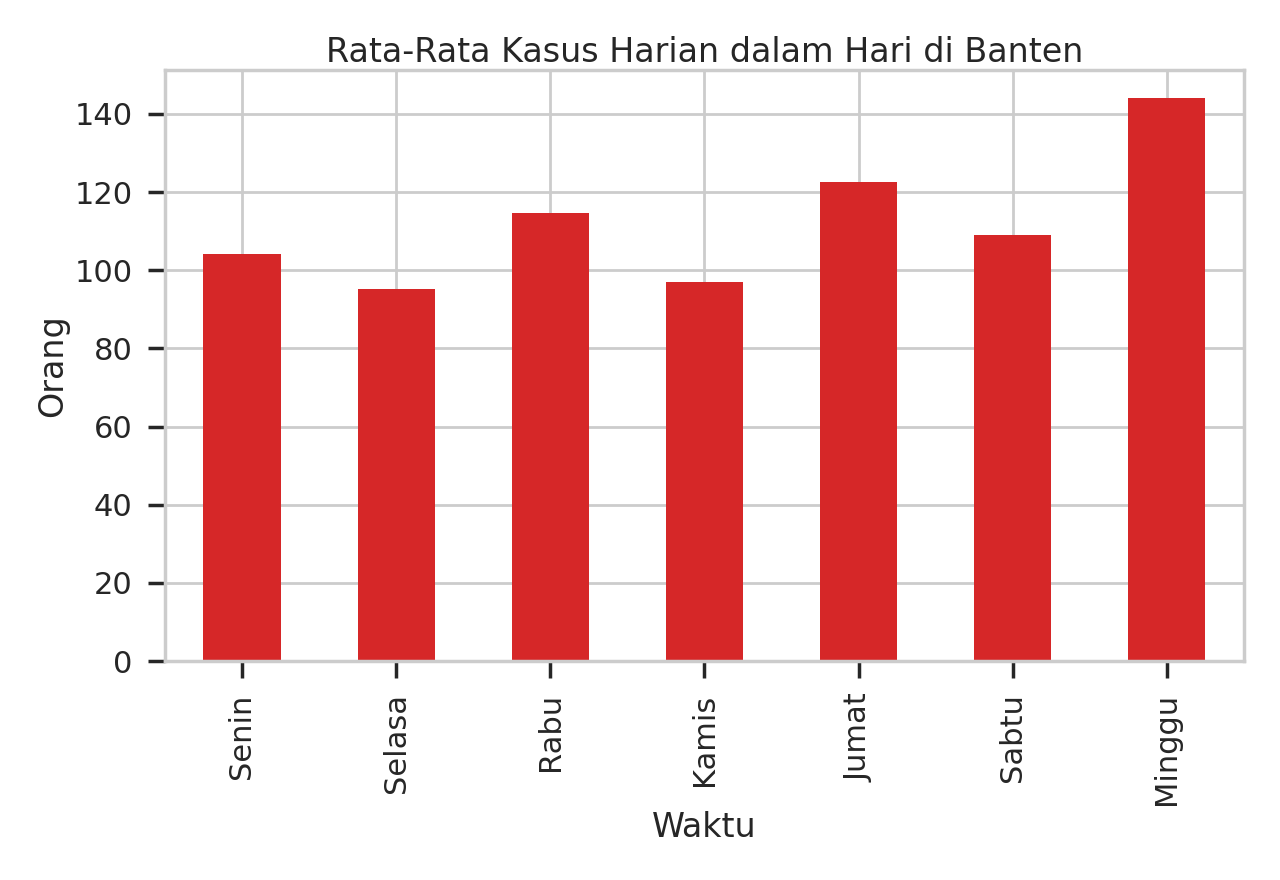 Rata-Rata Kasus Harian dalam Hari di Banten
140
120
100
80
60
40
20
0
Orang
Senin
Selasa
Rabu
Kamis
Jumat
Sabtu
Minggu
Waktu